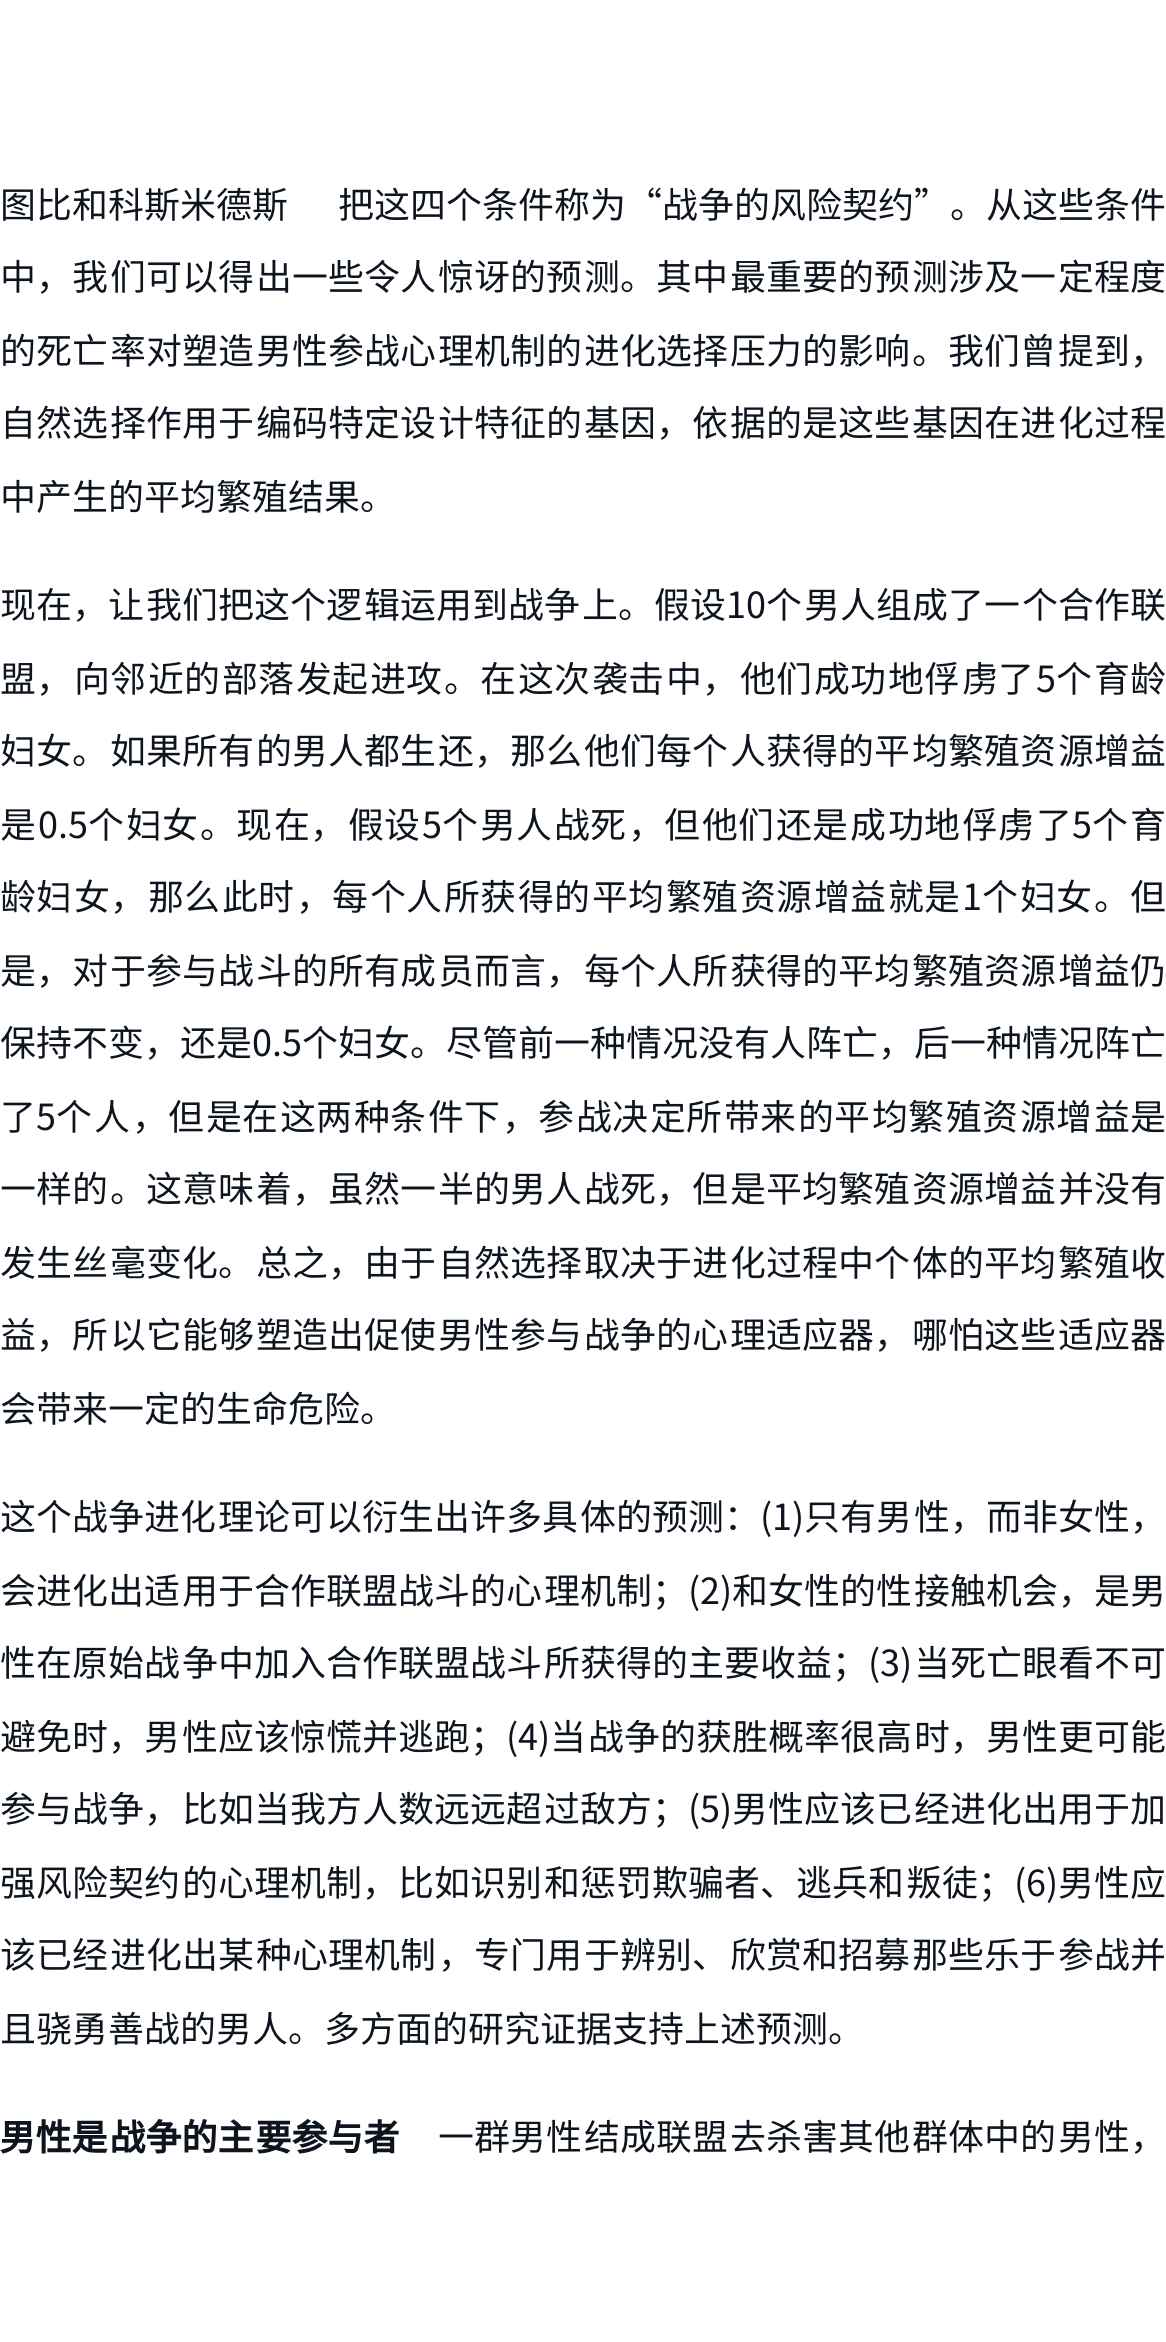 图比和科斯米德斯 把这四个条件称为“战争的风险契约”。从这些条件
中，我们可以得出一些令人惊讶的预测。其中最重要的预测涉及一定程度
的死亡率对塑造男性参战心理机制的进化选择压力的影响。我们曾提到，
自然选择作用于编码特定设计特征的基因，依据的是这些基因在进化过程
中产生的平均繁殖结果。
现在，让我们把这个逻辑运用到战争上。假设10个男人组成了一个合作联
盟，向邻近的部落发起进攻。在这次袭击中，他们成功地俘虏了5个育龄
妇女。如果所有的男人都生还，那么他们每个人获得的平均繁殖资源增益
是0.5个妇女。现在，假设5个男人战死，但他们还是成功地俘虏了5个育
龄妇女，那么此时，每个人所获得的平均繁殖资源增益就是1个妇女。但
是，对于参与战斗的所有成员而言，每个人所获得的平均繁殖资源增益仍
保持不变，还是0.5个妇女。尽管前一种情况没有人阵亡，后一种情况阵亡
了5个人，但是在这两种条件下，参战决定所带来的平均繁殖资源增益是
一样的。这意味着，虽然一半的男人战死，但是平均繁殖资源增益并没有
发生丝毫变化。总之，由于自然选择取决于进化过程中个体的平均繁殖收
益，所以它能够塑造出促使男性参与战争的心理适应器，哪怕这些适应器
会带来一定的生命危险。
这个战争进化理论可以衍生出许多具体的预测：(1)只有男性，而非女性，
会进化出适用于合作联盟战斗的心理机制；(2)和女性的性接触机会，是男
性在原始战争中加入合作联盟战斗所获得的主要收益；(3)当死亡眼看不可
避免时，男性应该惊慌并逃跑；(4)当战争的获胜概率很高时，男性更可能
参与战争，比如当我方人数远远超过敌方；(5)男性应该已经进化出用于加
强风险契约的心理机制，比如识别和惩罚欺骗者、逃兵和叛徒；(6)男性应
该已经进化出某种心理机制，专门用于辨别、欣赏和招募那些乐于参战并
且骁勇善战的男人。多方面的研究证据支持上述预测。
男性是战争的主要参与者 一群男性结成联盟去杀害其他群体中的男性，